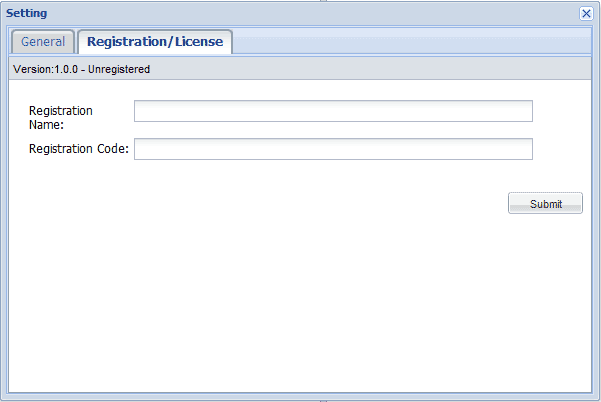 Setting
General
Registration/License
Version:1.0.0 - Unregistered
Registration
Name:
Registration Code:
Submit